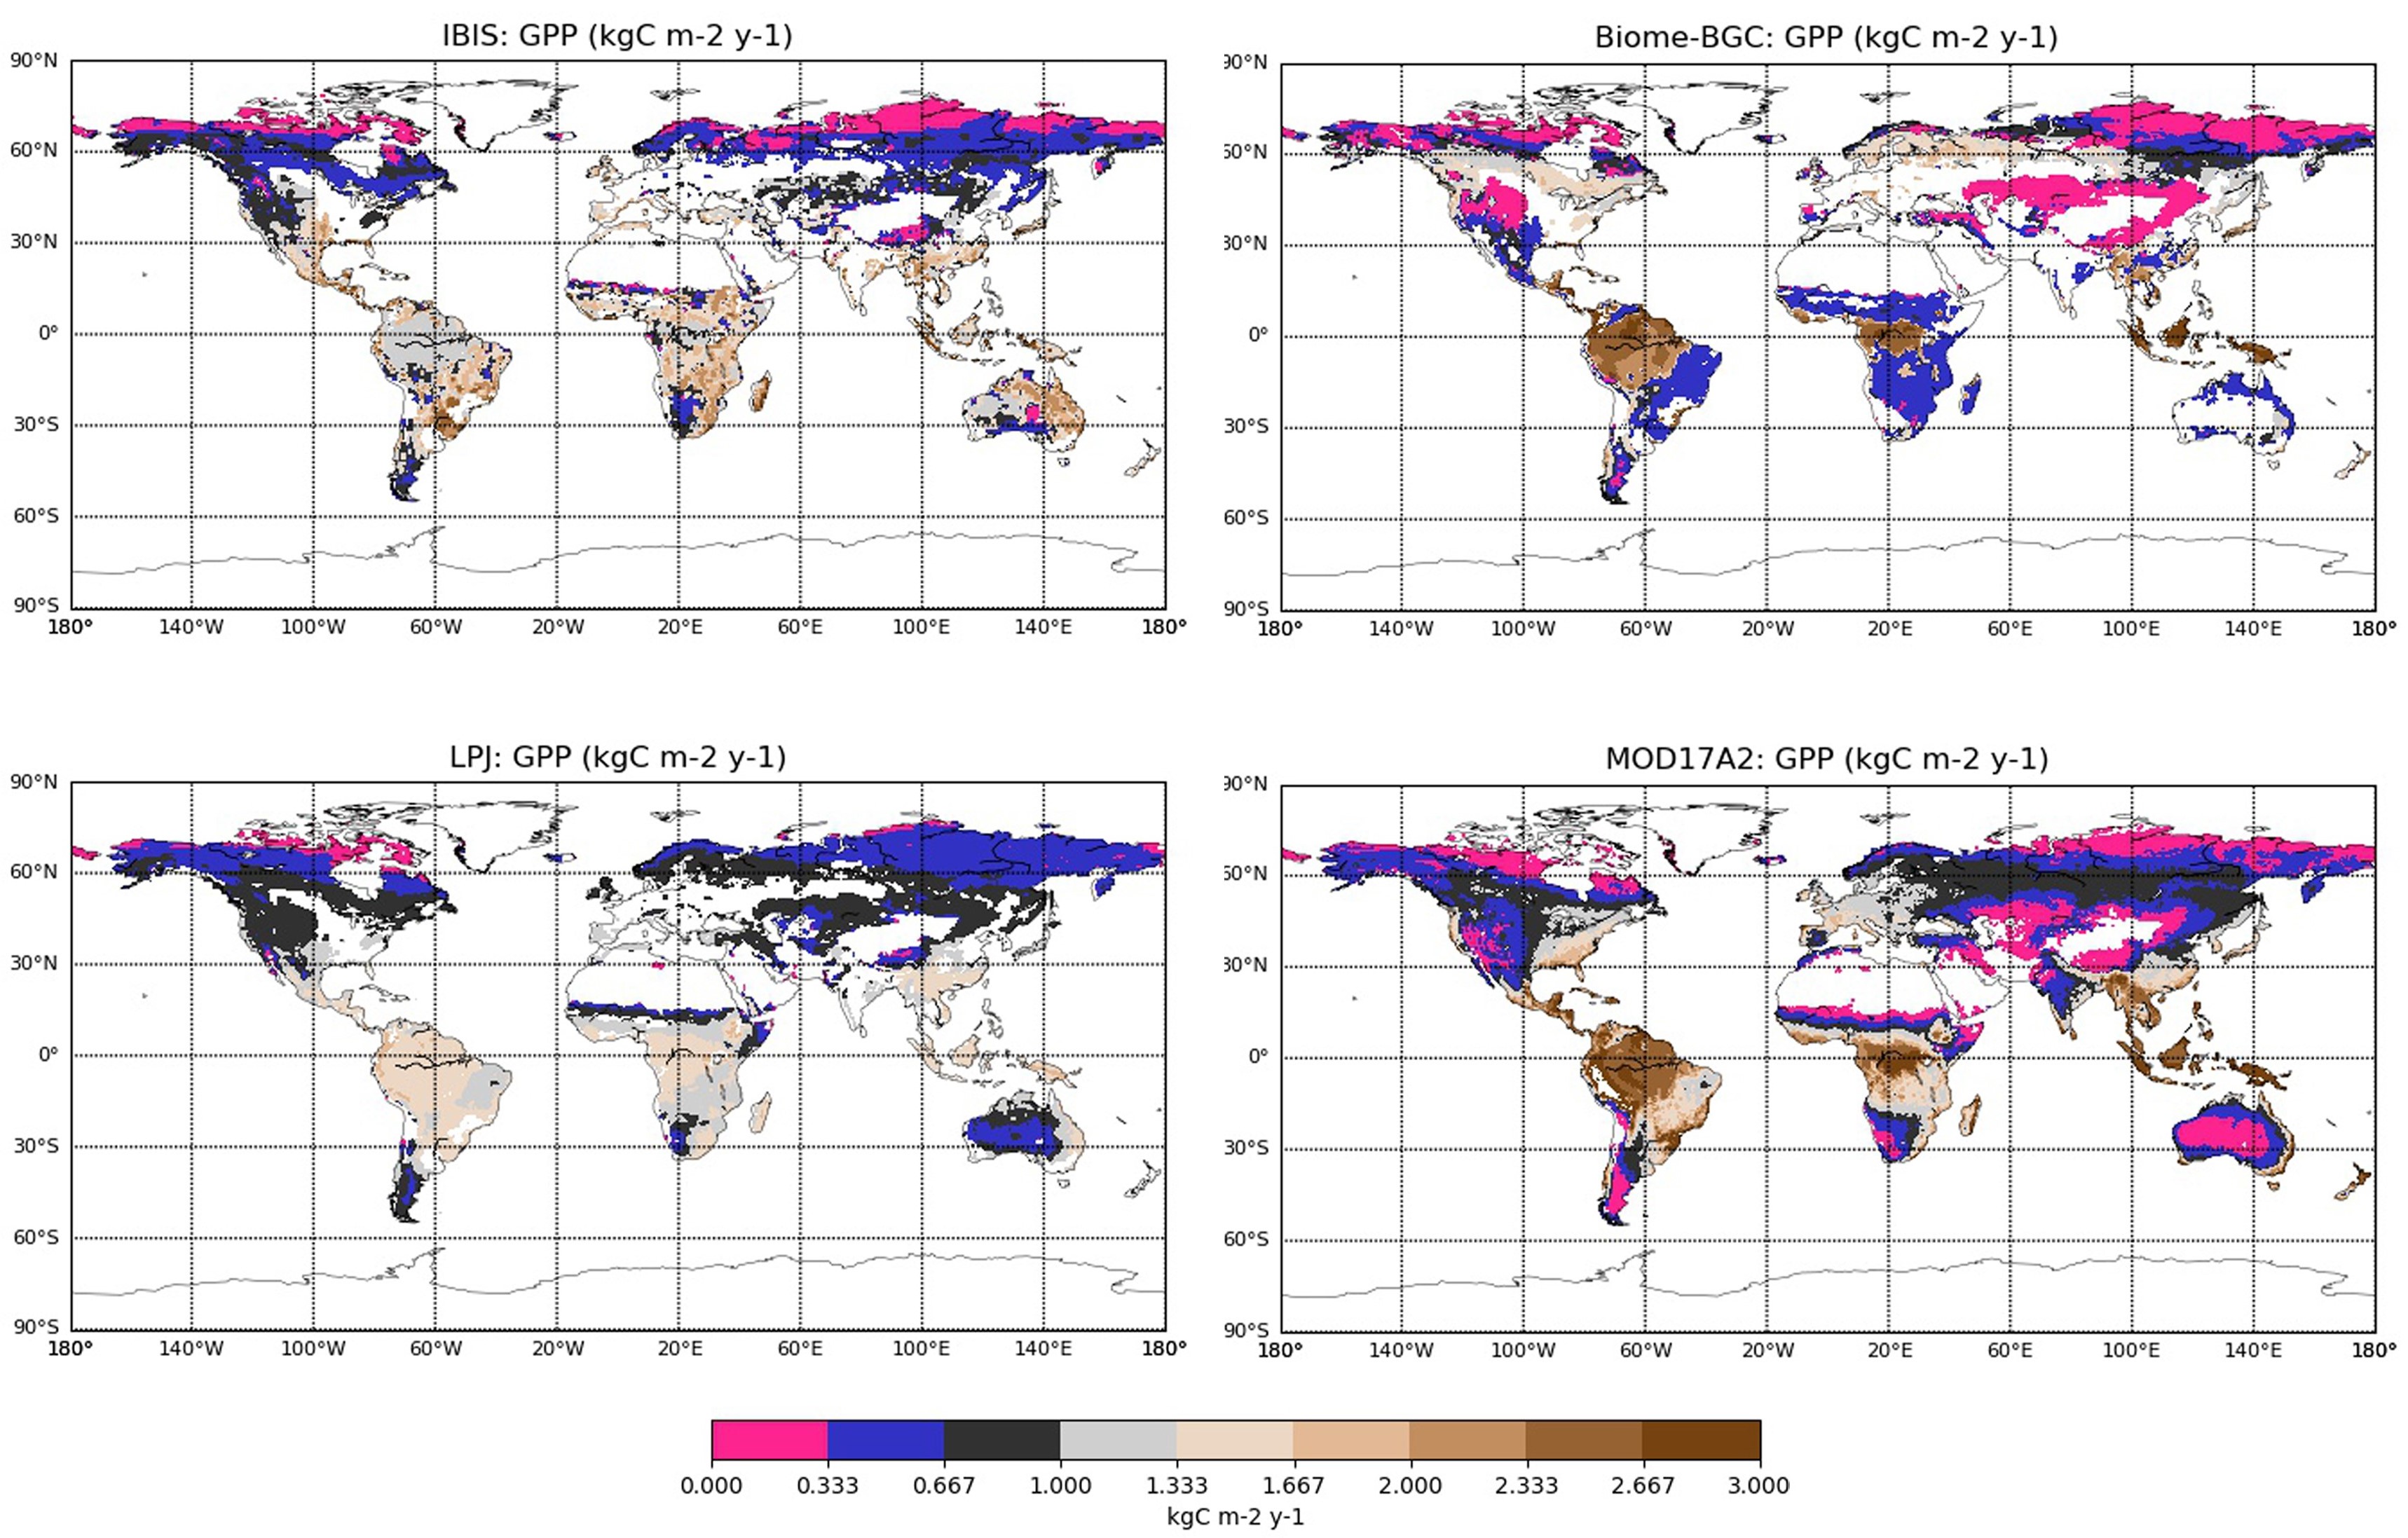 IBIS: GPP (kgC m-2 y-1)
90°N
60°N
30°N
0°
30°S
60°S
90°S
180° 140°W 100°W 60°W 20°W 20°E 60°E 100°E 140°E 180°
Biome-BGC: GPP (kgC m-2 y-1)
90°N
60°N
30°N
0°
30°S
60°S
90°S
180° 140°W 100°W 60°W 20°W 20°E 60°E 100°E 140°E 180°
LPJ: GPP (kgC m-2 y-1)
90°N
60°N
30°N
0°
30°S
60°S
90°S
180° 140°W 100°W 60°W 20°W 20°E 60°E 100°E 140°E 180°
MOD17A2: GPP (kgC m-2 y-1)
90°N
60°N
30°N
0°
30°S
60°S
90°S
180° 140°W 100°W 60°W 20°W 20°E 60°E 100°E 140°E 180°
0.000 0.333 0.667 1.000 1.333 1.667 2.000 2.333 2.667 3.000
kgC m-2 y-1